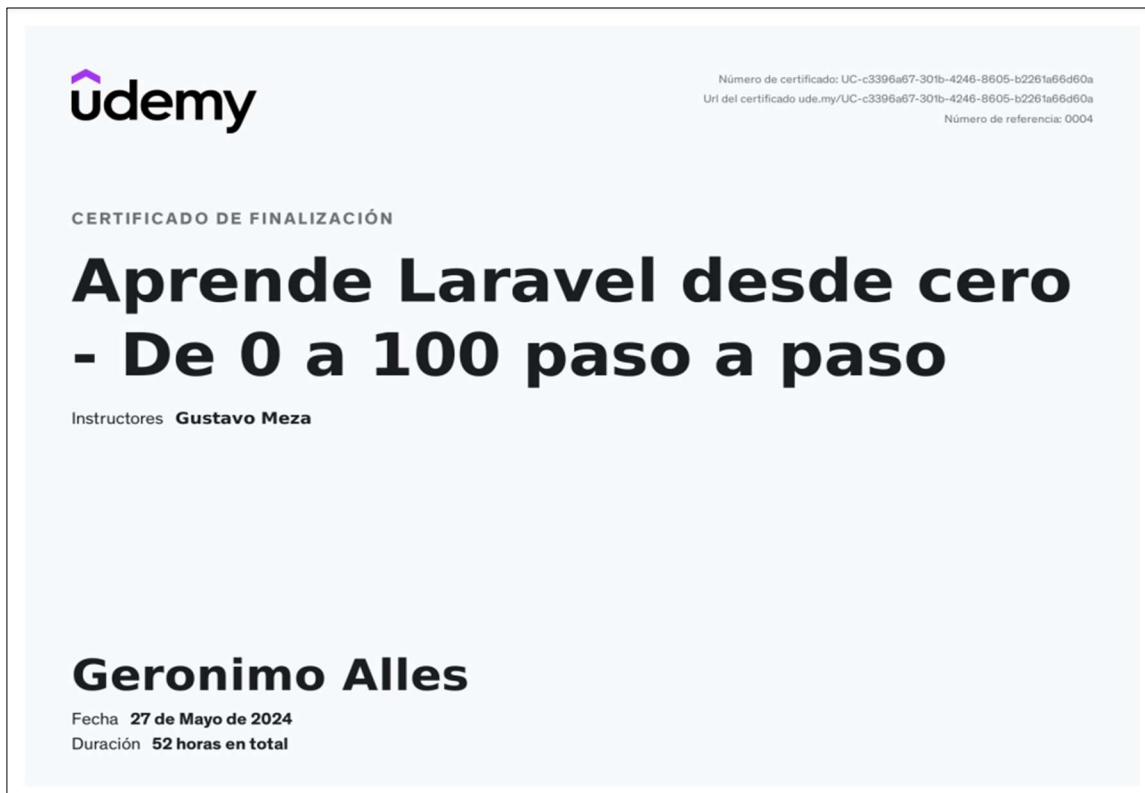 ûdemy
Número de certificado: UC-c3396a67-301b-4246-8605-b2261a66d60a
Url del certificado ude.my/UC-c3396a67-301b-4246-8605-b2261a66d60a
Número de referencia: 0004
CERTIFICADO DE FINALIZACIÓN
Aprende Laravel desde cero
- De 0 a 100 paso a paso
Instructores Gustavo Meza
Geronimo Alles
Fecha 27 de Mayo de 2024
Duración 52 horas en total